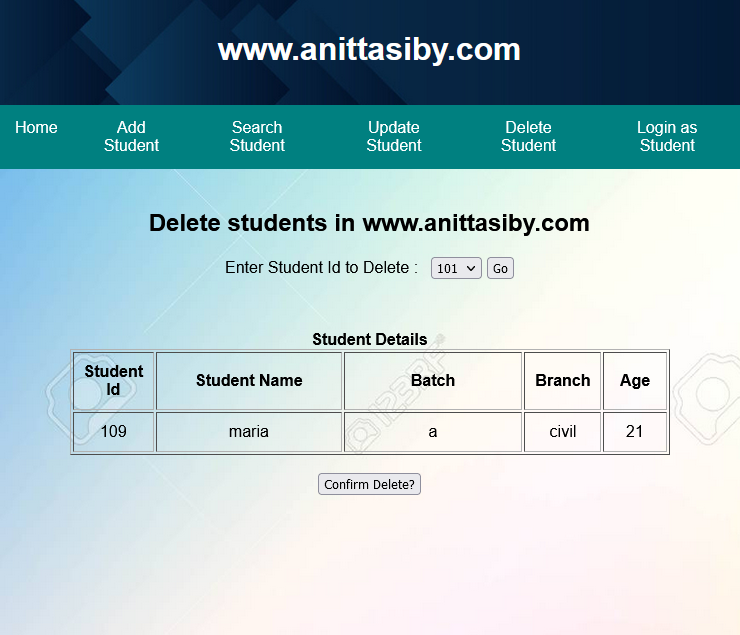 www.anittasiby.com
Home
Add
Student
Search
Student
Update
Student
Delete
Student
Login as
Student
Delete students in www.anittasiby.com
Enter Student Id to Delete : 101 Go
Student Details
Student
Id
Student Name
Batch
Branch
Age
109 maria a civil 21
Confirm Delete?
123RF